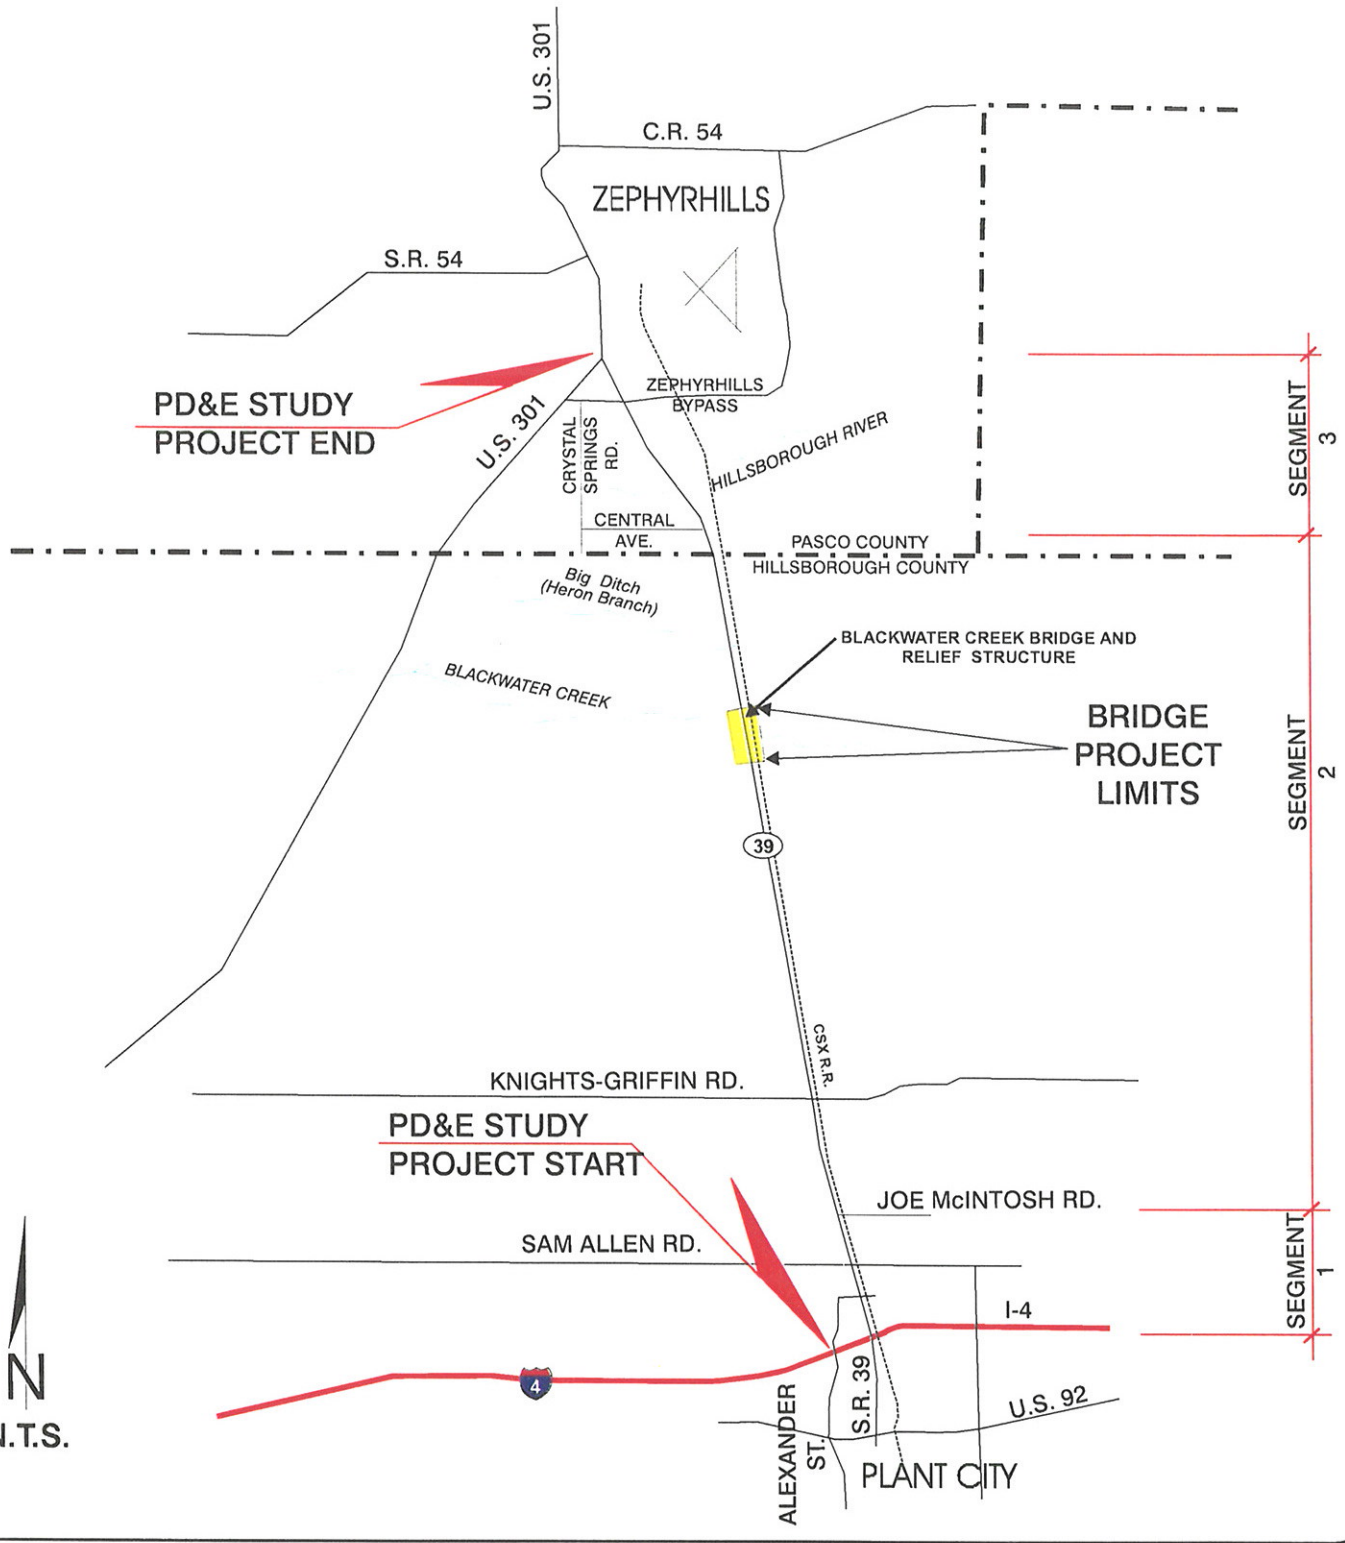 U.S. 301
C.R. 54
ZEPHYRHILLS
S.R. 54
PD&E STUDY
PROJECT END
ZEPHYRHILLS
BYPASS
U.S. 301
CRYSTAL
SPRINGS
RD.
HILLSBOROUGH RIVER
SEGMENT
3
CENTRAL
AVE.
PASCO COUNTY
HILLSBOROUGH COUNTY
Big Ditch
(Heron Branch)
BLACKWATER CREEK
BLACKWATER CREEK BRIDGE AND
RELIEF STRUCTURE
BRIDGE
PROJECT
LIMITS
SEGMENT
2
39
CSX R.R.
KNIGHTS-GRIFFIN RD.
PD&E STUDY
PROJECT START
JOE McINTOSH RD.
SAM ALLEN RD.
SEGMENT
1
I-4
4
N
N.T.S.
ALEXANDER
ST.
S.R. 39
U.S. 92
PLANT CITY